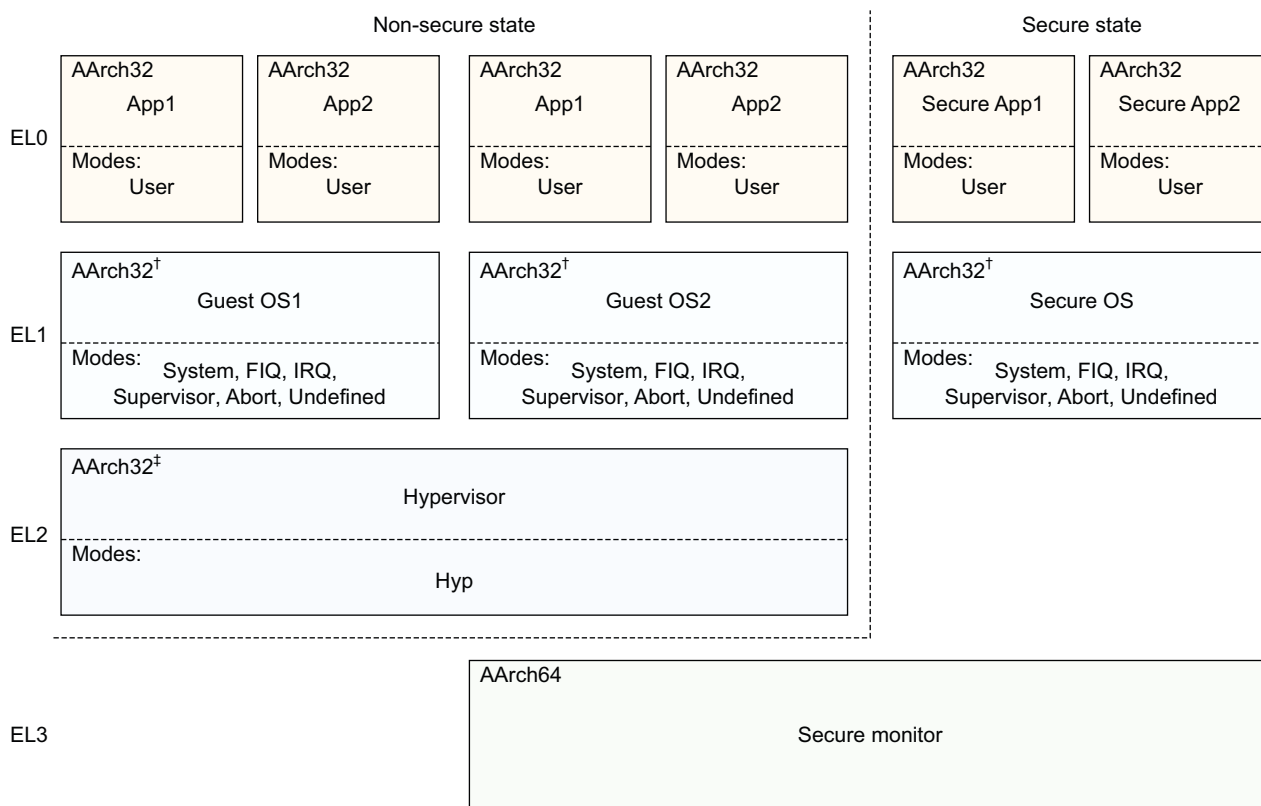 Non-secure state
Secure state
AArch32
App1
Modes:
User
AArch32
App2
Modes:
User
AArch32
App1
Modes:
User
AArch32
App2
Modes:
User
AArch32
Secure App1
Modes:
User
AArch32
Secure App2
Modes:
User
EL0
AArch32†
Guest OS1
Modes:
System, FIQ, IRQ,
Supervisor, Abort, Undefined
AArch32†
Guest OS2
Modes:
System, FIQ, IRQ,
Supervisor, Abort, Undefined
AArch32†
Secure OS
Modes:
System, FIQ, IRQ,
Supervisor, Abort, Undefined
EL1
AArch32‡
Hypervisor
Modes:
Hyp
EL2
AArch64
Secure monitor
EL3